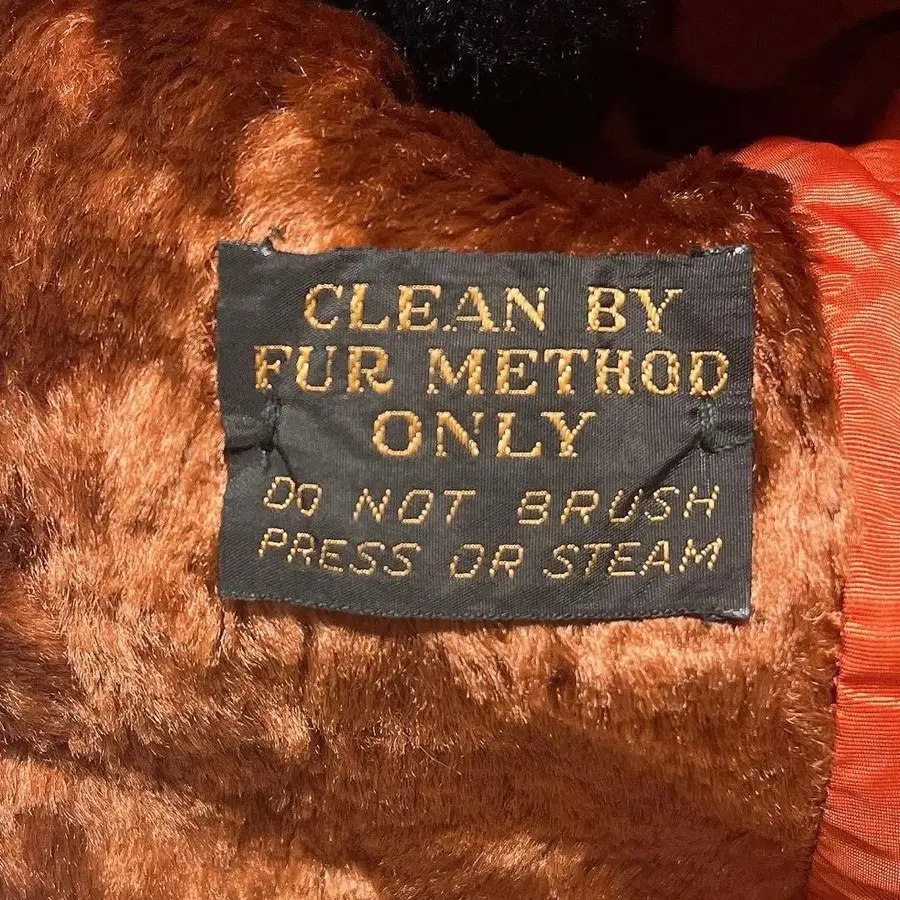 CLEAN BY
FUR METHOD
ONLY
DO NOT BRUSH
PRESS OR STEAM